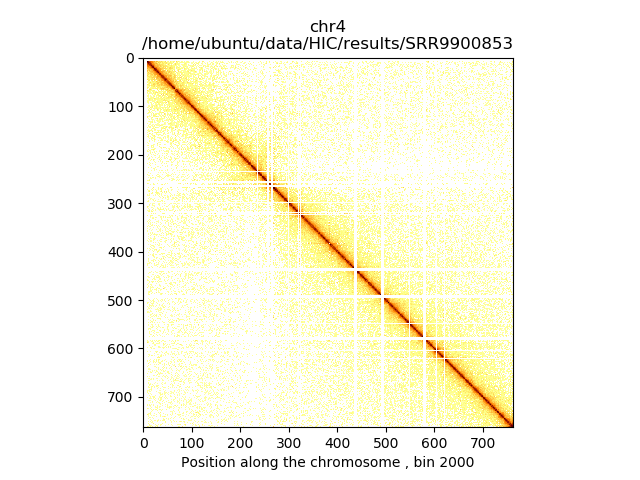 chr4
/home/ubuntu/data/HIC/results/SRR9900853
0
100
200
300
400
500
600
700
0 100 200 300 400 500 600 700
Position along the chromosome , bin 2000